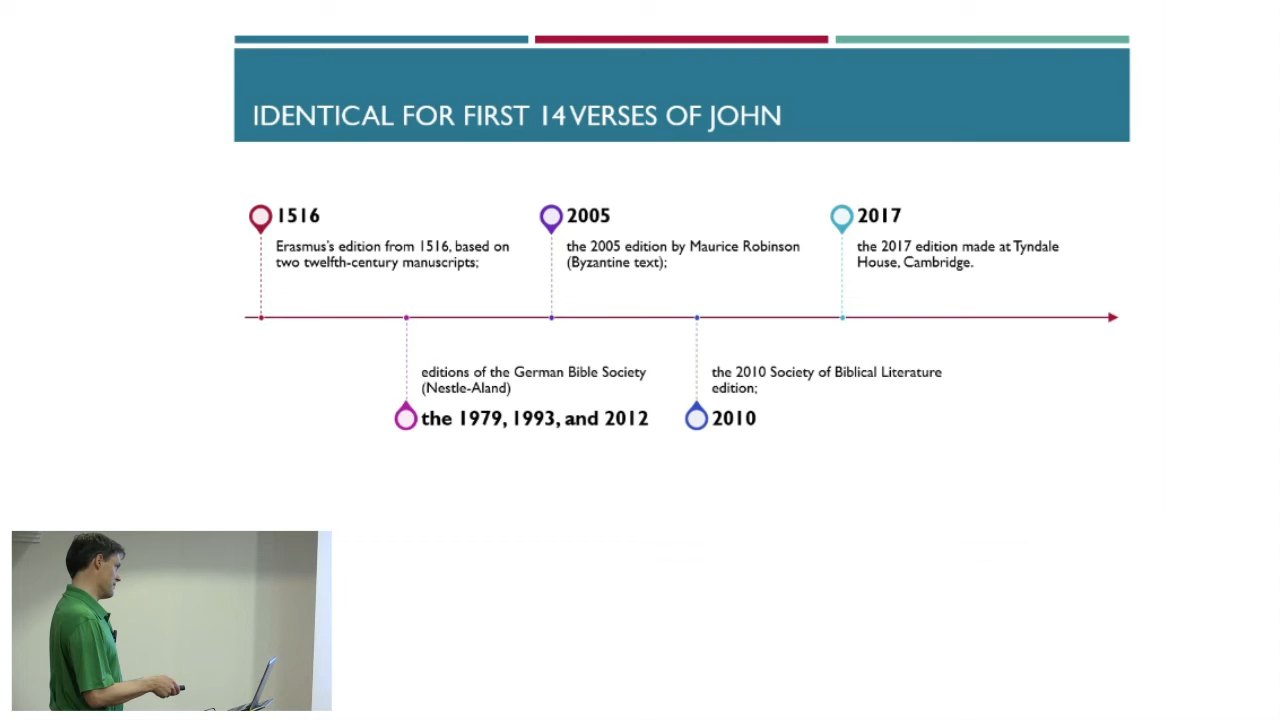 IDENTICAL FOR FIRST 14 VERSES OF JOHN
1516
Erasmus's edition from 1516, based on
two twelfth-century manuscripts;
2005
the 2005 edition by Maurice Robinson
(Byzantine text);
2017
the 2017 edition made at Tyndale
House, Cambridge.
editions of the German Bible Society
(Nestle-Aland)
the 1979, 1993, and 2012
the 2010 Society of Biblical Literature
edition;
2010